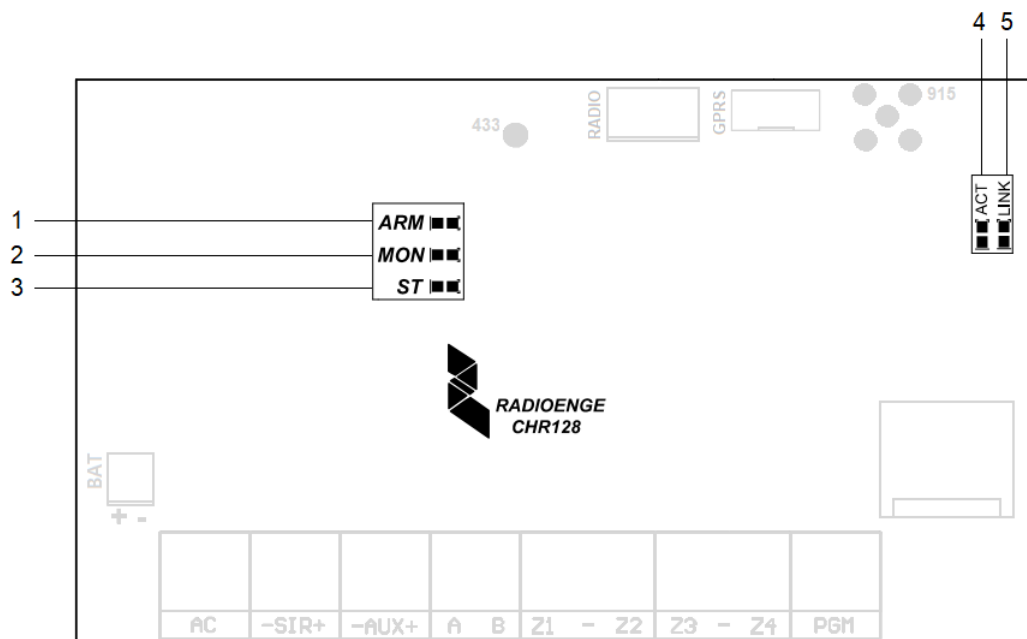 4 5
433
RADIO
GPRS
915
ACT
LINK
1
ARM
2
MON
3
ST
RADIOENGE
CHR128
BAT
+ -
AC
-SIR+
-AUX+
A B
Z1 - Z2
Z3 - Z4
PGM